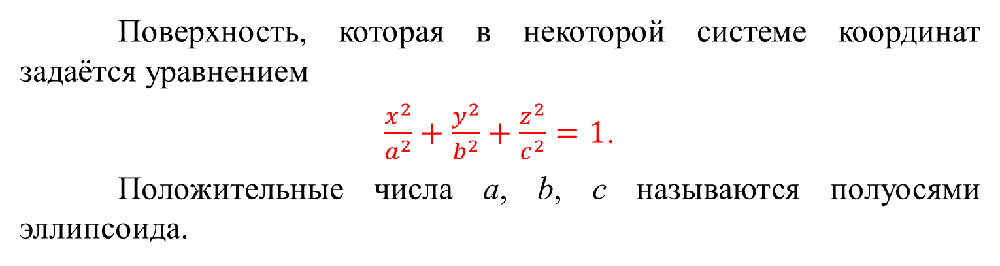 Поверхность, которая в некоторой системе координат
задаётся уравнением
x²/a² + y²/b² + z²/c² = 1.
Положительные числа a, b, c называются полуосями
эллипсоида.